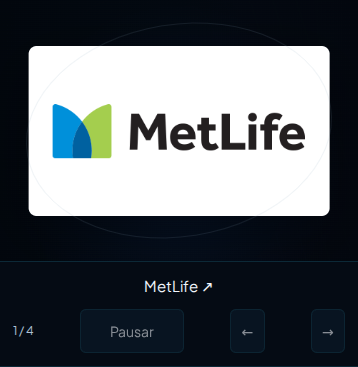 MetLife
MetLife ↗
1/4
Pausar
←
→